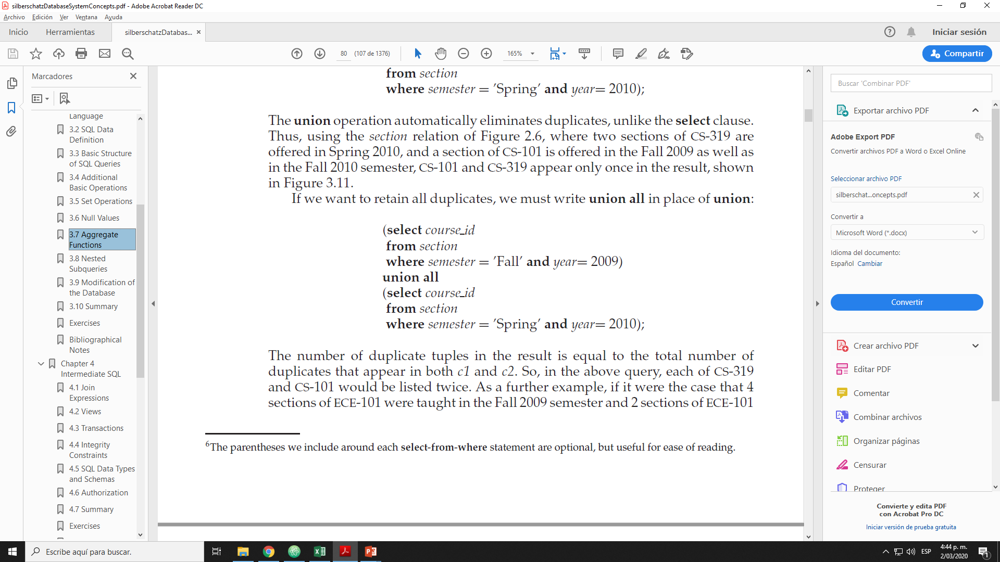 silberschatzDatabaseSystemConcepts.pdf - Adobe Acrobat Reader DC
Archivo Edición Ver Ventana Ayuda
Inicio Herramientas silberschatzDatabas...
Iniciar sesión
80 (107 de 1376) 165%
Compartir
Marcadores
Language
3.2 SQL Data
Definition
3.3 Basic Structure
of SQL Queries
3.4 Additional
Basic Operations
3.5 Set Operations
3.6 Null Values
3.7 Aggregate
Functions
3.8 Nested
Subqueries
3.9 Modification of
the Database
3.10 Summary
Exercises
Bibliographical
Notes
Chapter 4
Intermediate SQL
4.1 Join
Expressions
4.2 Views
4.3 Transactions
4.4 Integrity
Constraints
4.5 SQL Data Types
and Schemas
4.6 Authorization
4.7 Summary
Exercises
from section
where semester = ’Spring’ and year= 2010);
The union operation automatically eliminates duplicates, unlike the select clause.
Thus, using the section relation of Figure 2.6, where two sections of CS-319 are
offered in Spring 2010, and a section of CS-101 is offered in the Fall 2009 as well as
in the Fall 2010 semester, CS-101 and CS-319 appear only once in the result, shown
in Figure 3.11.
If we want to retain all duplicates, we must write union all in place of union:
(select course_id
from section
where semester = ’Fall’ and year= 2009)
union all
(select course_id
from section
where semester = ’Spring’ and year= 2010);
The number of duplicate tuples in the result is equal to the total number of
duplicates that appear in both c1 and c2. So, in the above query, each of CS-319
and CS-101 would be listed twice. As a further example, if it were the case that 4
sections of ECE-101 were taught in the Fall 2009 semester and 2 sections of ECE-101
6The parentheses we include around each select-from-where statement are optional, but useful for ease of reading.
Buscar 'Combinar PDF'
Exportar archivo PDF
Adobe Export PDF
Convertir archivos PDF a Word o Excel Online
Seleccionar archivo PDF
silberschat...oncepts.pdf
Convertir a
Microsoft Word (*.docx)
Idioma del documento:
Español Cambiar
Convertir
Crear archivo PDF
Editar PDF
Comentar
Combinar archivos
Organizar páginas
Censurar
Proteger
Convierte y edita PDF
con Acrobat Pro DC
Iniciar versión de prueba gratuita
Escribe aquí para buscar.
ESP
4:44 p. m.
2/03/2020
1